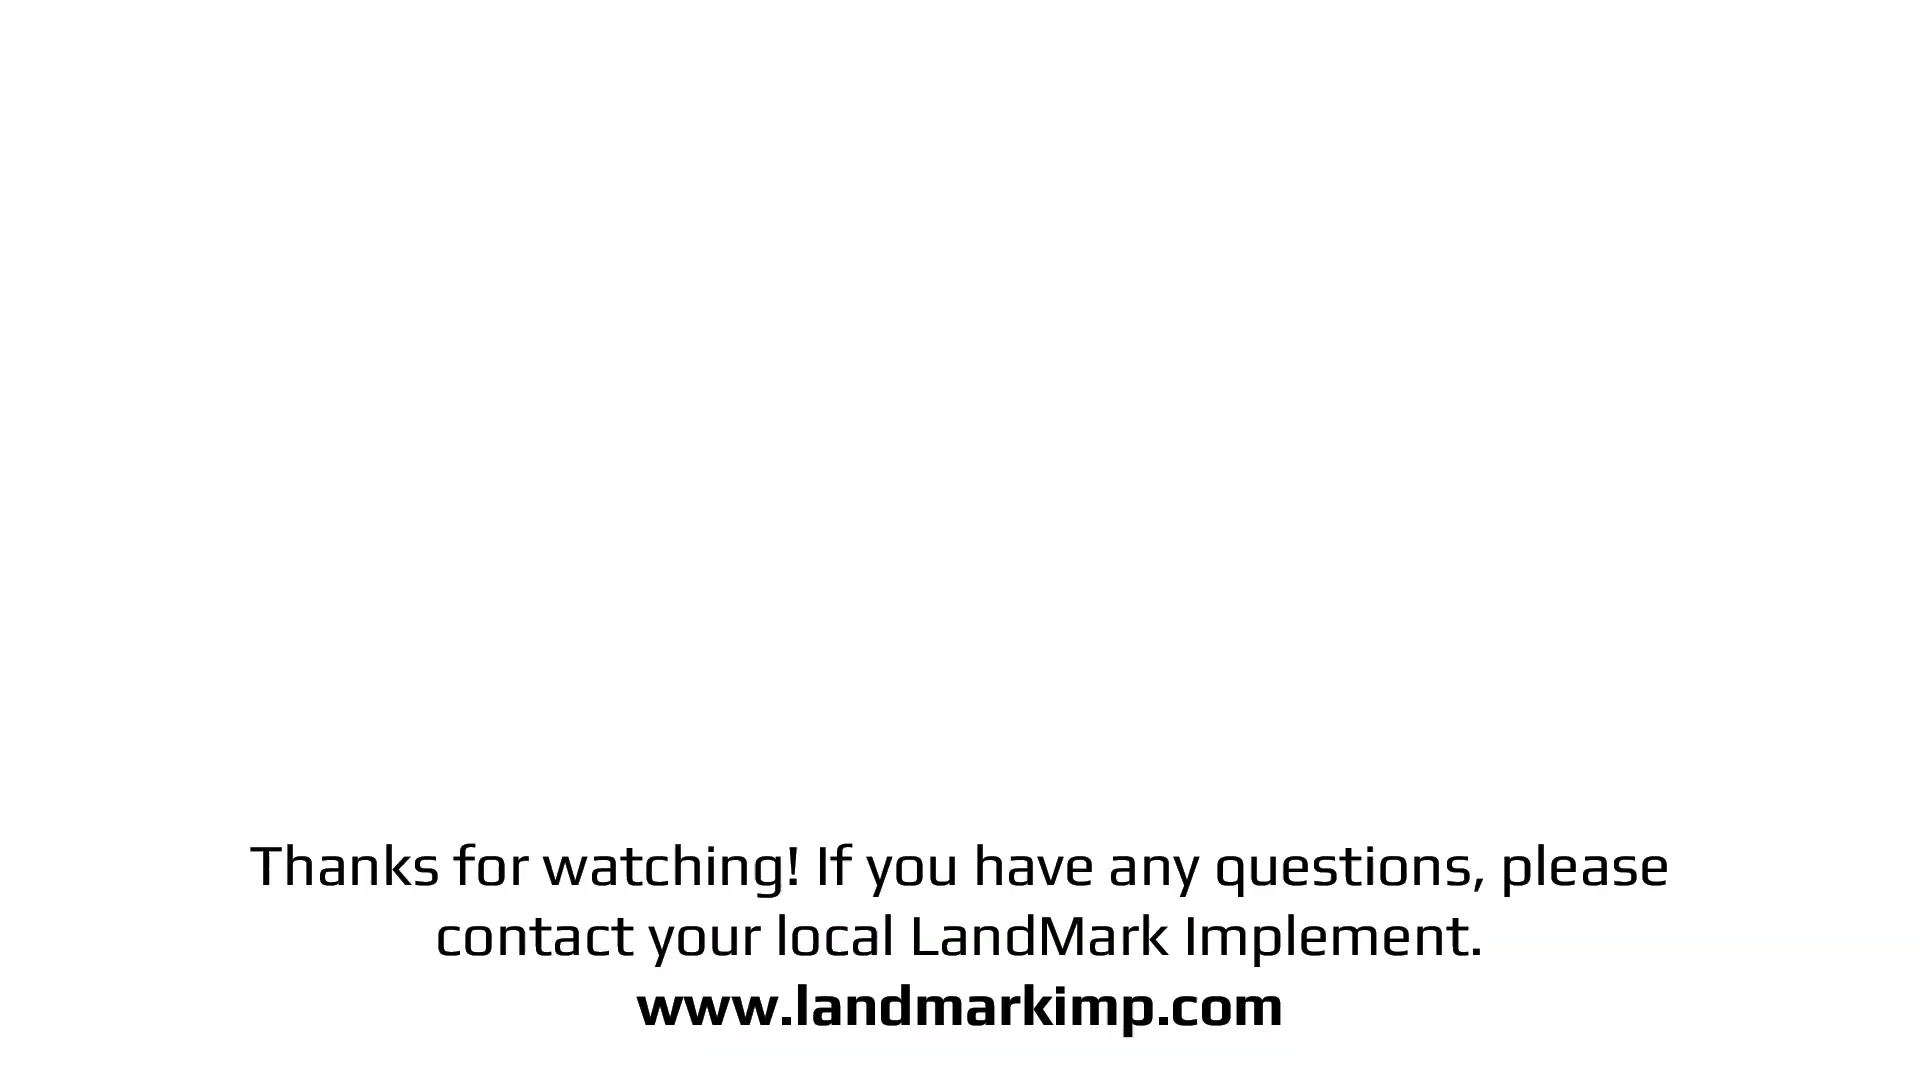 Thanks for watching! If you have any questions, please
contact your local LandMark Implement.
www.landmarkimp.com